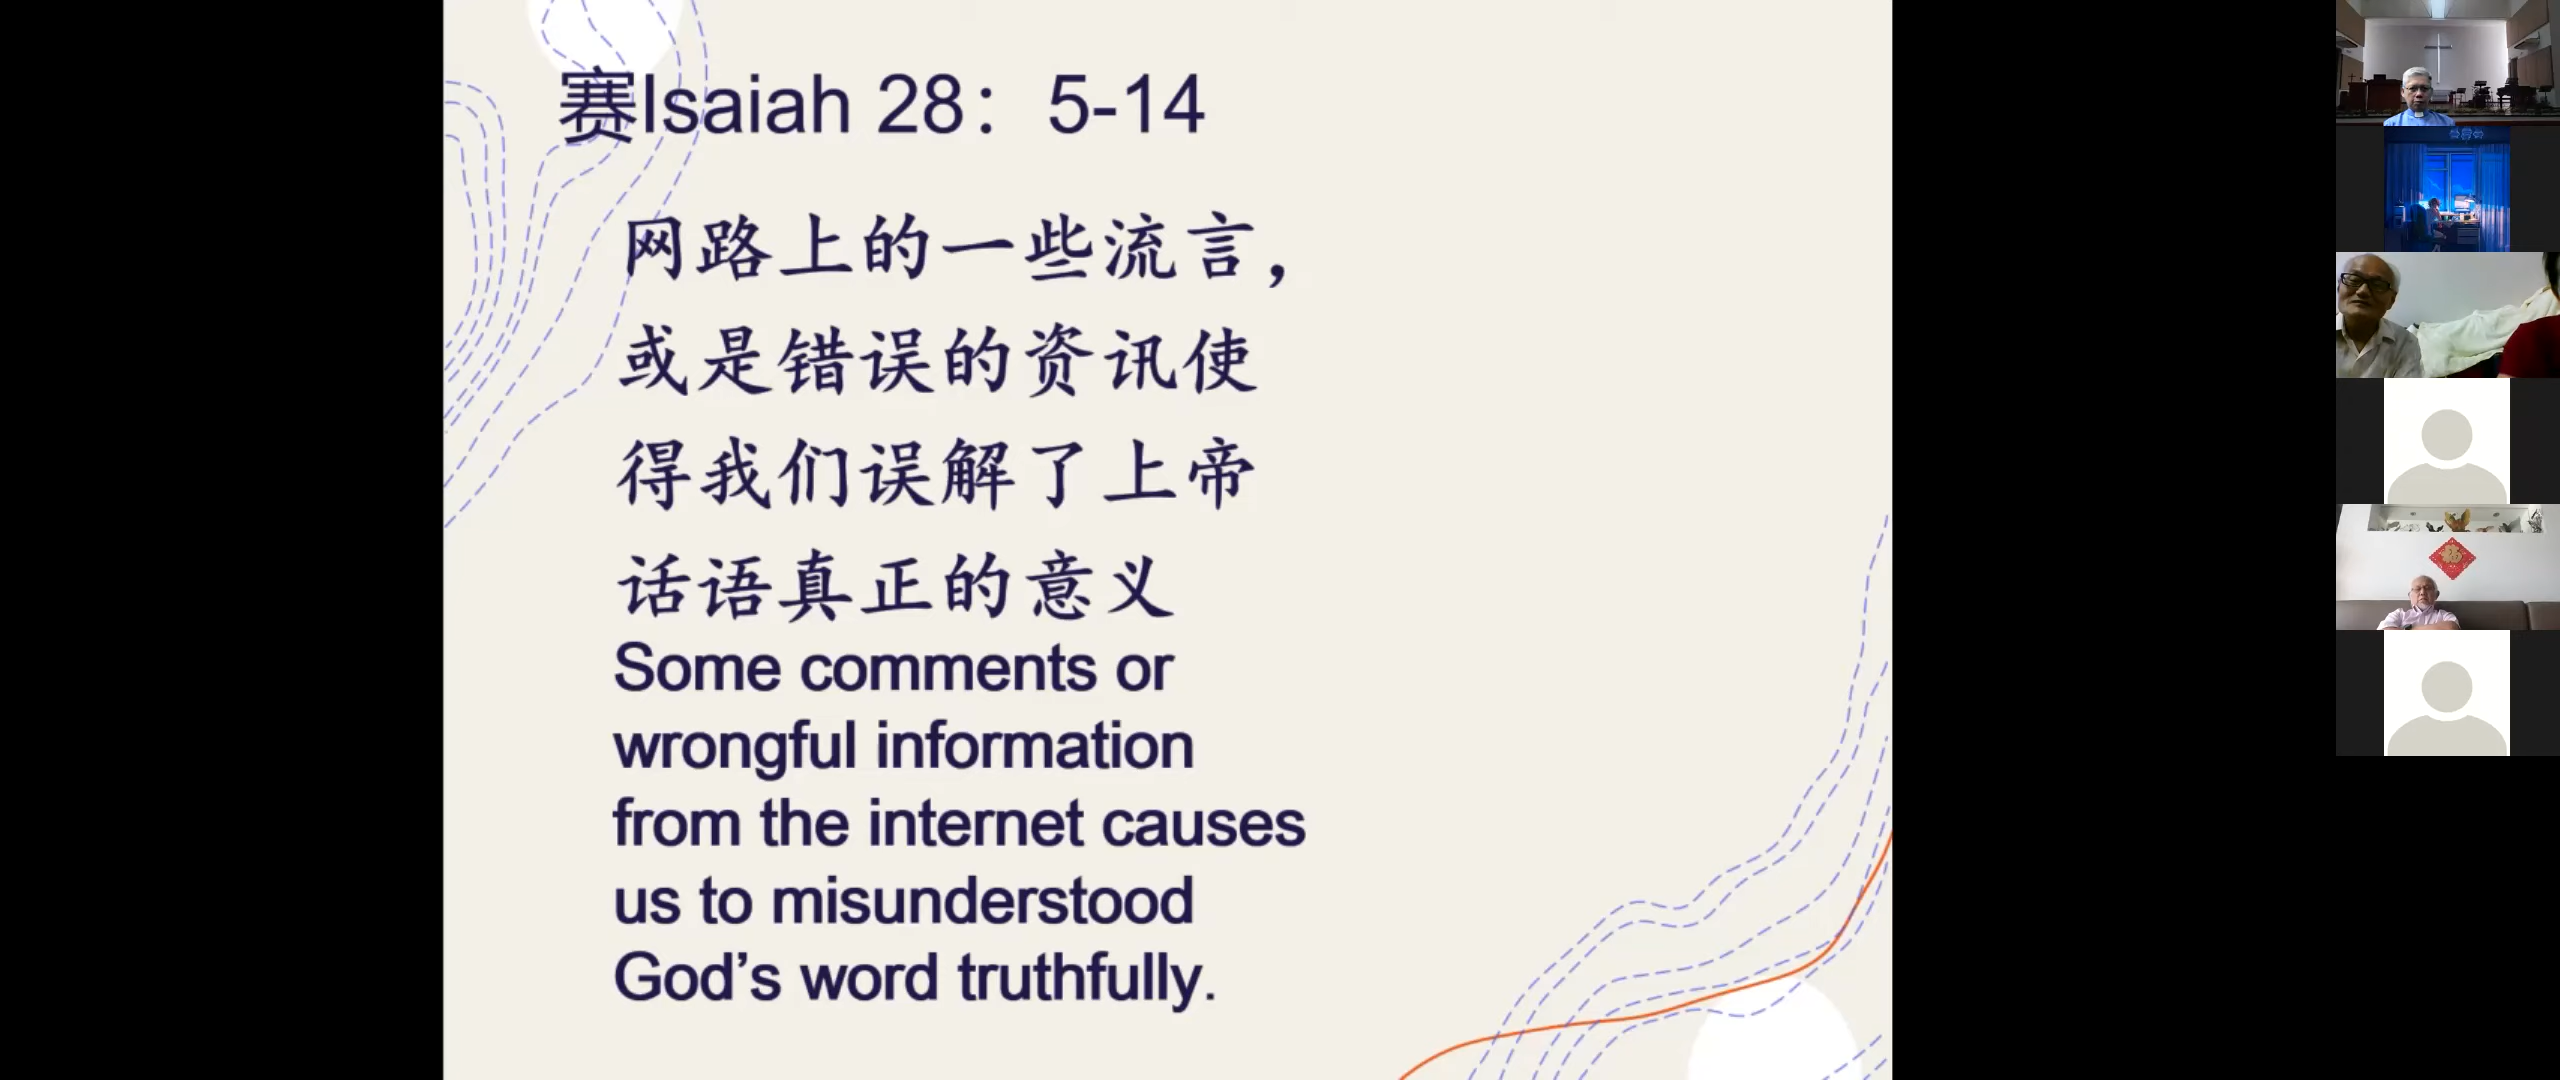 赛Isaiah 28：5-14
网路上的一些流言，
或是错误的资讯使
得我们误解了上帝
话语真正的意义
Some comments or
wrongful information
from the internet causes
us to misunderstood
God’s word truthfully.
福